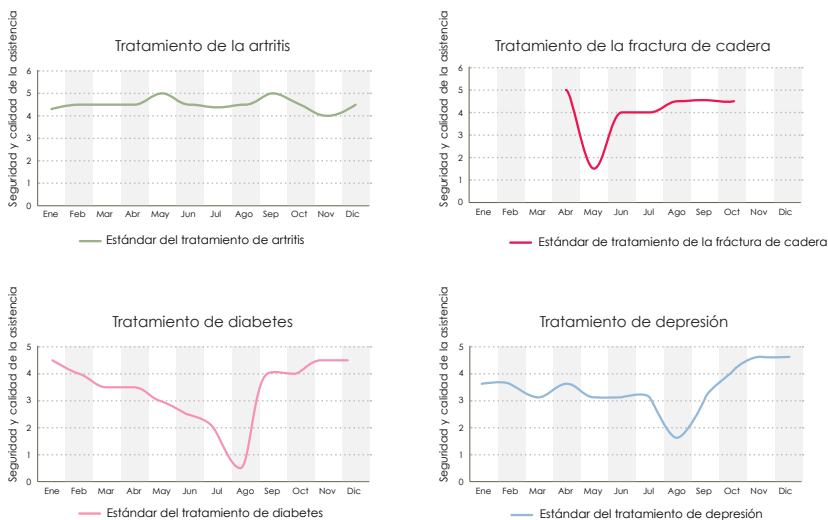 Tratamiento de la artritis
Seguridad y calidad de la asistencia
6
5
4
3
2
1
0
Ene Feb Mar Abr May Jun Jul Ago Sep Oct Nov Dic
Estándar del tratamiento de artritis
Tratamiento de la fractura de cadera
Seguridad y calidad de la asistencia
6
5
4
3
2
1
0
Ene Feb Mar Abr May Jun Jul Ago Sep Oct Nov Dic
Estándar de tratamiento de la fráctura de cadera
Tratamiento de diabetes
Seguridad y calidad de la asistencia
5
4
3
2
1
0
Ene Feb Mar Abr May Jun Jul Ago Sep Oct Nov Dic
Estándar del tratamiento de diabetes
Tratamiento de depresión
Seguridad y calidad de la asistencia
5
4
3
2
1
0
Ene Feb Mar Abr May Jun Jul Ago Sep Oct Nov Dic
Estándar del tratamiento de depresión